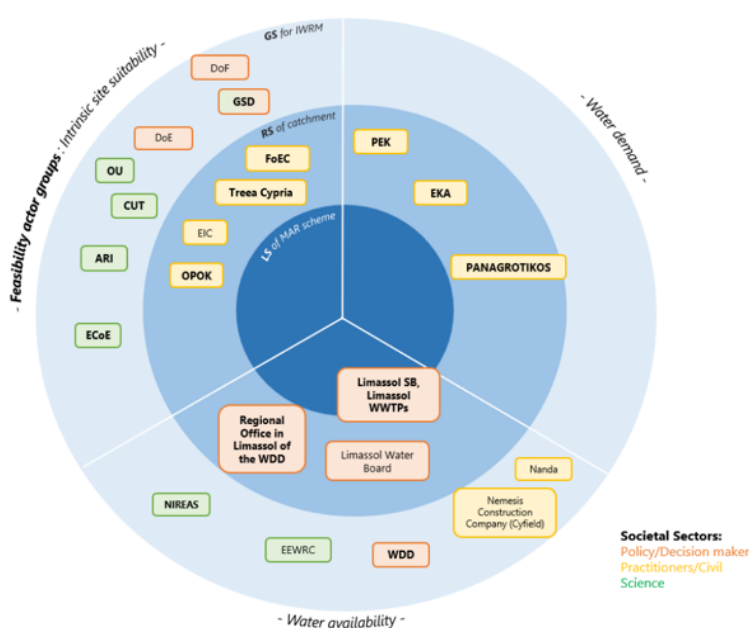 GS for IWRM
DoF
GSD
DoE
RS of catchment
FoEC
Treea Cypria
EIC
OPOK
OU
CUT
ARI
ECoE
- Feasibility actor groups : Intrinsic site suitability -
LS of MAR scheme
PEK
EKA
PANAGROTIKOS
- Water demand -
Limassol SB,
Limassol
WWTPs
Regional
Office in
Limassol of
the WDD
Limassol Water
Board
Nanda
Nemesis
Construction
Company (Cyfield)
NIREAS
EEWRC
WDD
- Water availability -
Societal Sectors:
Policy/Decision maker
Practitioners/Civil
Science